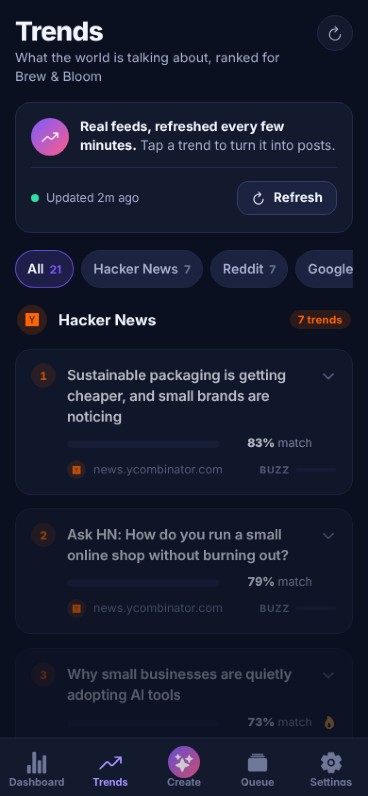 Trends
What the world is talking about, ranked for
Brew & Bloom
Real feeds, refreshed every few
minutes. Tap a trend to turn it into posts.
Updated 2m ago
Refresh
All 21
Hacker News 7
Reddit 7
Google
Y Hacker News
7 trends
1
Sustainable packaging is getting
cheaper, and small brands are
noticing
83% match
Y news.ycombinator.com
BUZZ
2
Ask HN: How do you run a small
online shop without burning out?
79% match
Y news.ycombinator.com
BUZZ
3
Why small businesses are quietly
adopting AI tools
73% match
Dashboard
Trends
Create
Queue
Settings